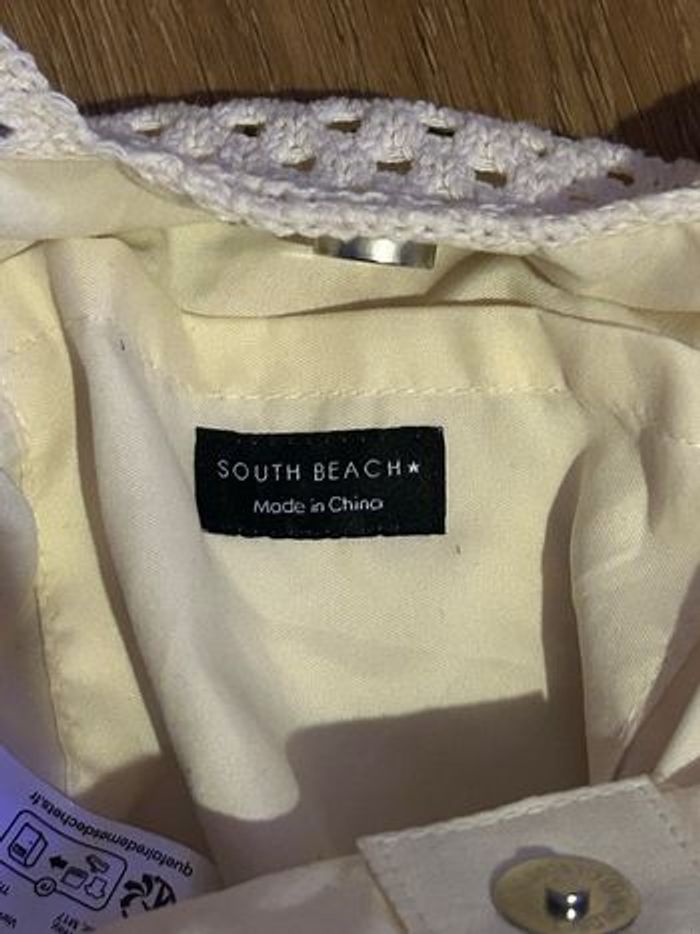 SOUTH BEACH★
Made in China
quefairedemesdechets.fr